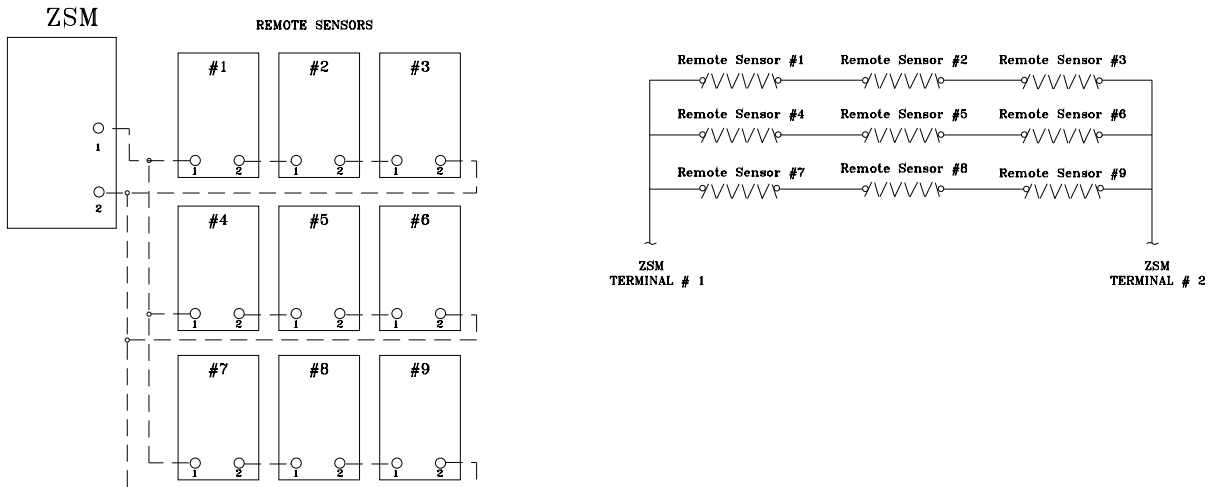 ZSM
REMOTE SENSORS
#1 #2 #3
1
1 2 1 2 1 2
2
#4 #5 #6
1 2 1 2 1 2
#7 #8 #9
1 2 1 2 1 2
Remote Sensor #1 Remote Sensor #2 Remote Sensor #3
Remote Sensor #4 Remote Sensor #5 Remote Sensor #6
Remote Sensor #7 Remote Sensor #8 Remote Sensor #9
ZSM
TERMINAL # 1
ZSM
TERMINAL # 2